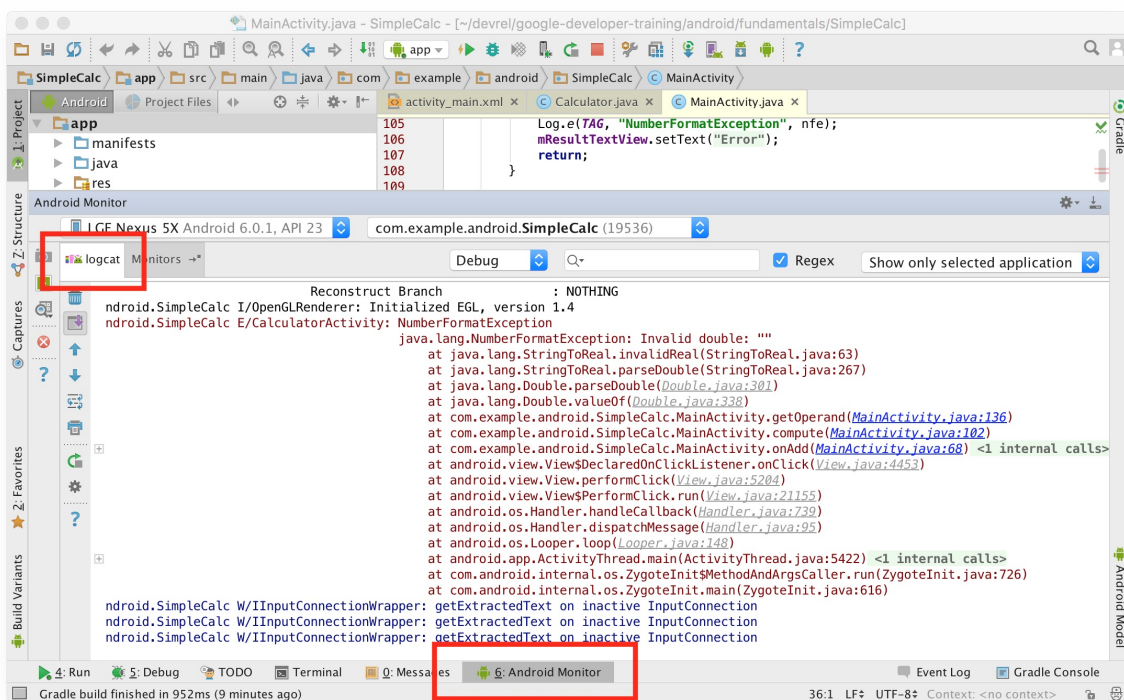 MainActivity.java - SimpleCalc - [~/devrel/google-developer-training/android/fundamentals/SimpleCalc]
app
SimpleCalc app src main java com example android SimpleCalc MainActivity
Android Project Files activity_main.xml Calculator.java MainActivity.java
1: Project
Z: Structure
Captures
2: Favorites
Build Variants
Gradle
Android Model
app
manifests
java
res
105 Log.e(TAG, "NumberFormatException", nfe);
106 mResultTextView.setText("Error");
107 return;
108 }
109
Android Monitor
LGE Nexus 5X Android 6.0.1, API 23 com.example.android.SimpleCalc (19536)
logcat Monitors Debug Regex Show only selected application
Reconstruct Branch : NOTHING
ndroid.SimpleCalc I/OpenGLRenderer: Initialized EGL, version 1.4
ndroid.SimpleCalc E/CalculatorActivity: NumberFormatException
java.lang.NumberFormatException: Invalid double: ""
at java.lang.StringToReal.invalidReal(StringToReal.java:63)
at java.lang.StringToReal.parseDouble(StringToReal.java:267)
at java.lang.Double.parseDouble(Double.java:301)
at java.lang.Double.valueOf(Double.java:338)
at com.example.android.SimpleCalc.MainActivity.getOperand(MainActivity.java:136)
at com.example.android.SimpleCalc.MainActivity.compute(MainActivity.java:102)
at com.example.android.SimpleCalc.MainActivity.onAdd(MainActivity.java:68) <1 internal calls>
at android.view.View$DeclaredOnClickListener.onClick(View.java:4453)
at android.view.View.performClick(View.java:5204)
at android.view.View$PerformClick.run(View.java:21155)
at android.os.Handler.handleCallback(Handler.java:739)
at android.os.Handler.dispatchMessage(Handler.java:95)
at android.os.Looper.loop(Looper.java:148)
at android.app.ActivityThread.main(ActivityThread.java:5422) <1 internal calls>
at com.android.internal.os.ZygoteInit$MethodAndArgsCaller.run(ZygoteInit.java:726)
at com.android.internal.os.ZygoteInit.main(ZygoteInit.java:616)
ndroid.SimpleCalc W/IInputConnectionWrapper: getExtractedText on inactive InputConnection
ndroid.SimpleCalc W/IInputConnectionWrapper: getExtractedText on inactive InputConnection
ndroid.SimpleCalc W/IInputConnectionWrapper: getExtractedText on inactive InputConnection
4: Run 5: Debug TODO Terminal 0: Messages 6: Android Monitor Event Log Gradle Console
Gradle build finished in 952ms (9 minutes ago) 36:1 LF UTF-8 Context: <no context>